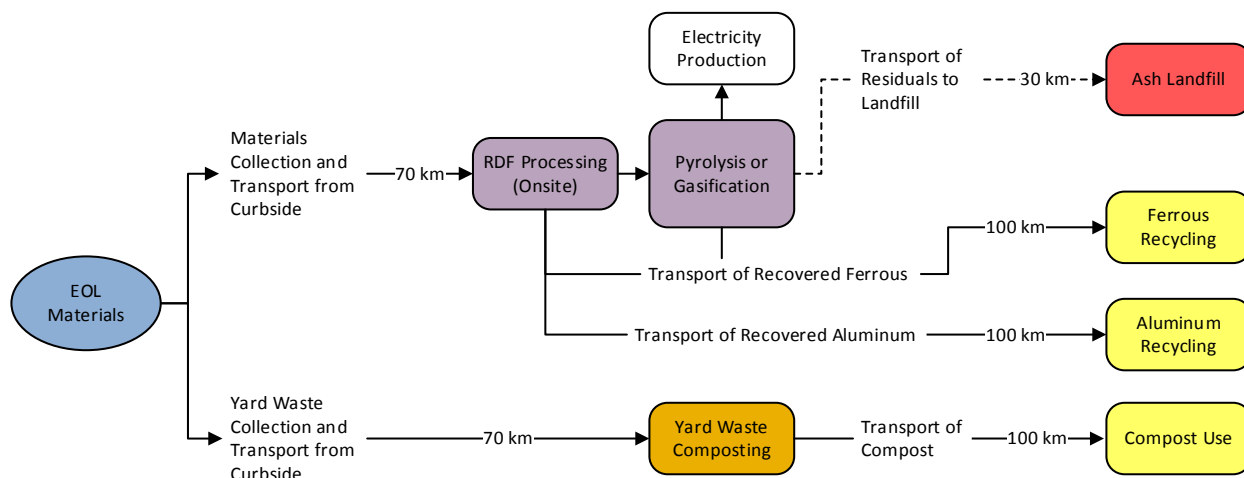 Electricity
Production
Transport of
Residuals to
Landfill
30 km
Ash Landfill
Materials
Collection and
Transport from
Curbside
70 km
RDF Processing
(Onsite)
Pyrolysis or
Gasification
100 km
Ferrous
Recycling
Transport of Recovered Ferrous
EOL
Materials
Transport of Recovered Aluminum
100 km
Aluminum
Recycling
Yard Waste
Collection and
Transport from
Curbside
70 km
Yard Waste
Composting
Transport of
Compost
100 km
Compost Use